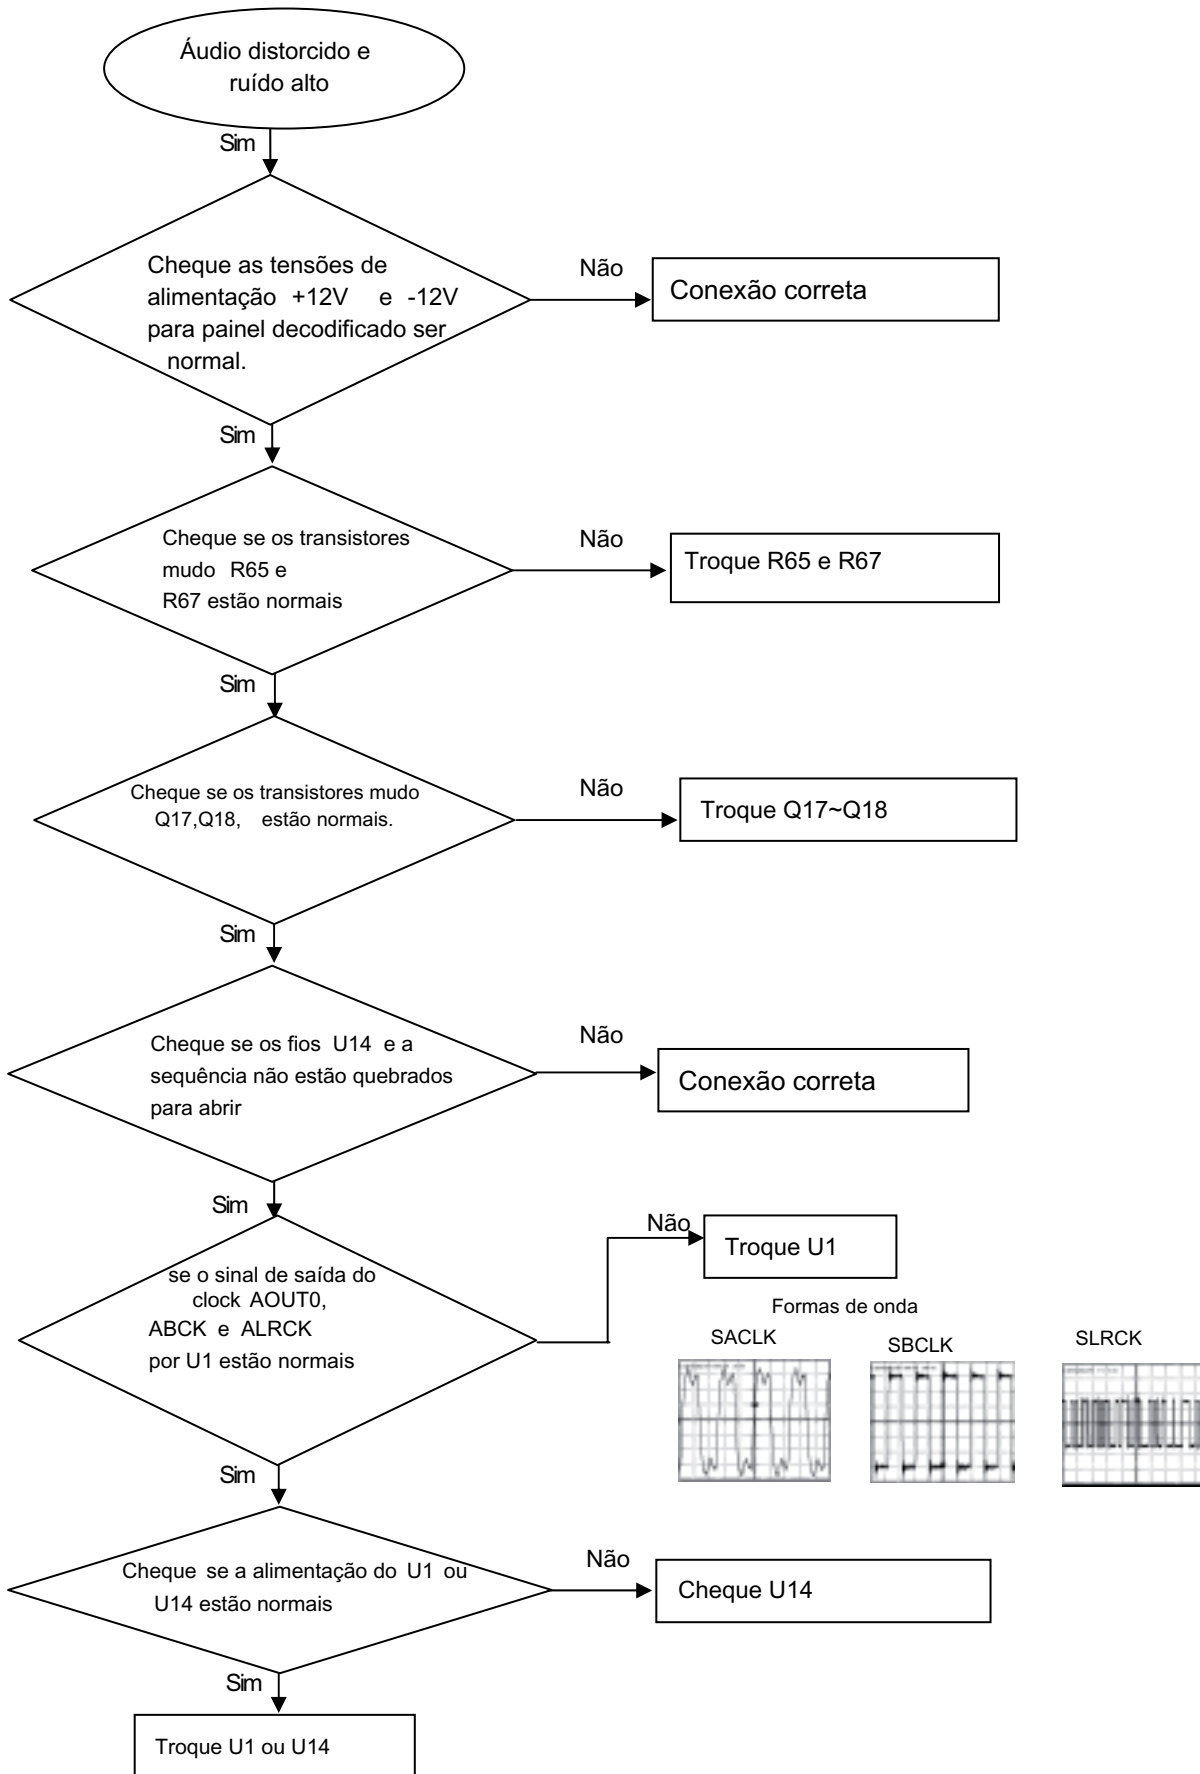 Áudio distorcido e
ruído alto
Sim
Cheque as tensões de
alimentação +12V e -12V
para painel decodificado ser
normal.
Não
Conexão correta
Sim
Cheque se os transistores
mudo R65 e
R67 estão normais
Não
Troque R65 e R67
Sim
Cheque se os transistores mudo
Q17,Q18, estão normais.
Não
Troque Q17~Q18
Sim
Cheque se os fios U14 e a
sequência não estão quebrados
para abrir
Não
Conexão correta
Sim
se o sinal de saída do
clock AOUT0,
ABCK e ALRCK
por U1 estão normais
Não
Troque U1
Formas de onda
SACLK
SBCLK
SLRCK
Sim
Cheque se a alimentação do U1 ou
U14 estão normais
Não
Cheque U14
Sim
Troque U1 ou U14